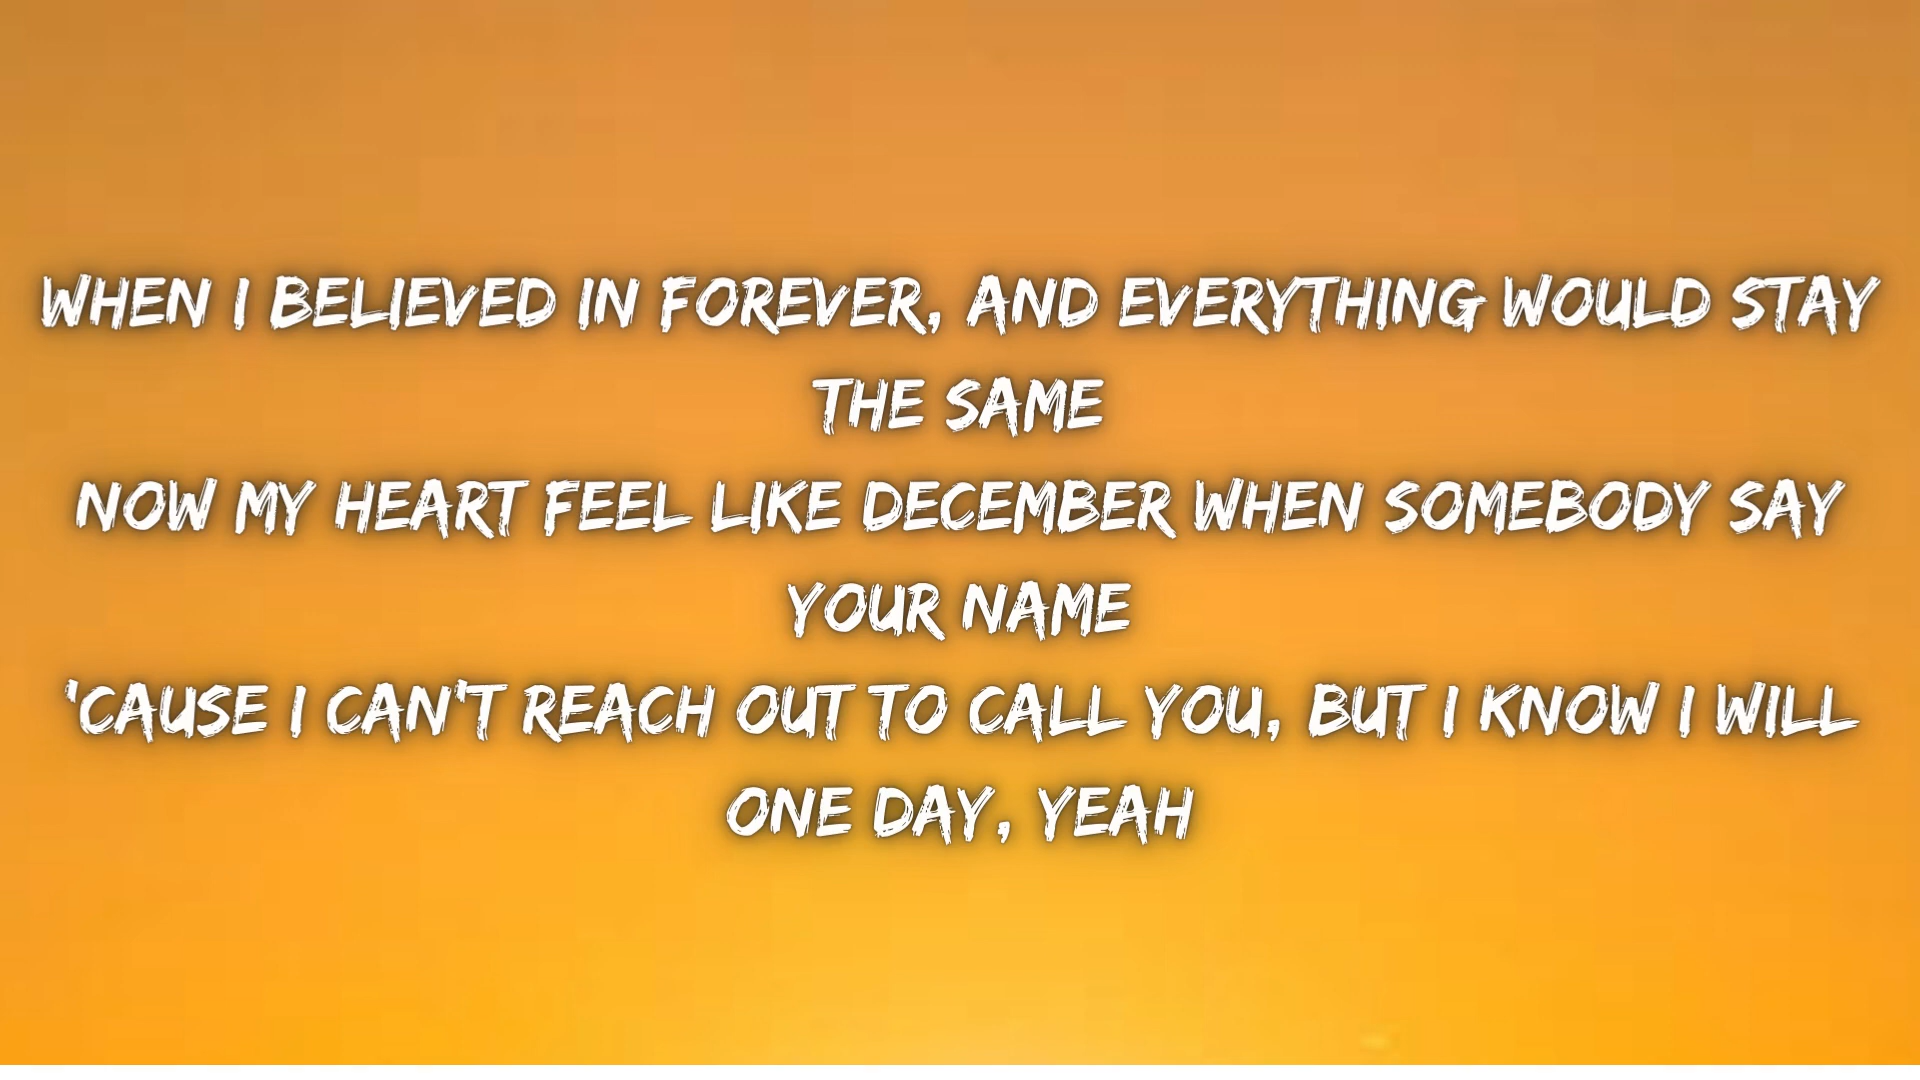 WHEN I BELIEVED IN FOREVER, AND EVERYTHING WOULD STAY
THE SAME
NOW MY HEART FEEL LIKE DECEMBER WHEN SOMEBODY SAY
YOUR NAME
'CAUSE I CAN'T REACH OUT TO CALL YOU, BUT I KNOW I WILL
ONE DAY, YEAH